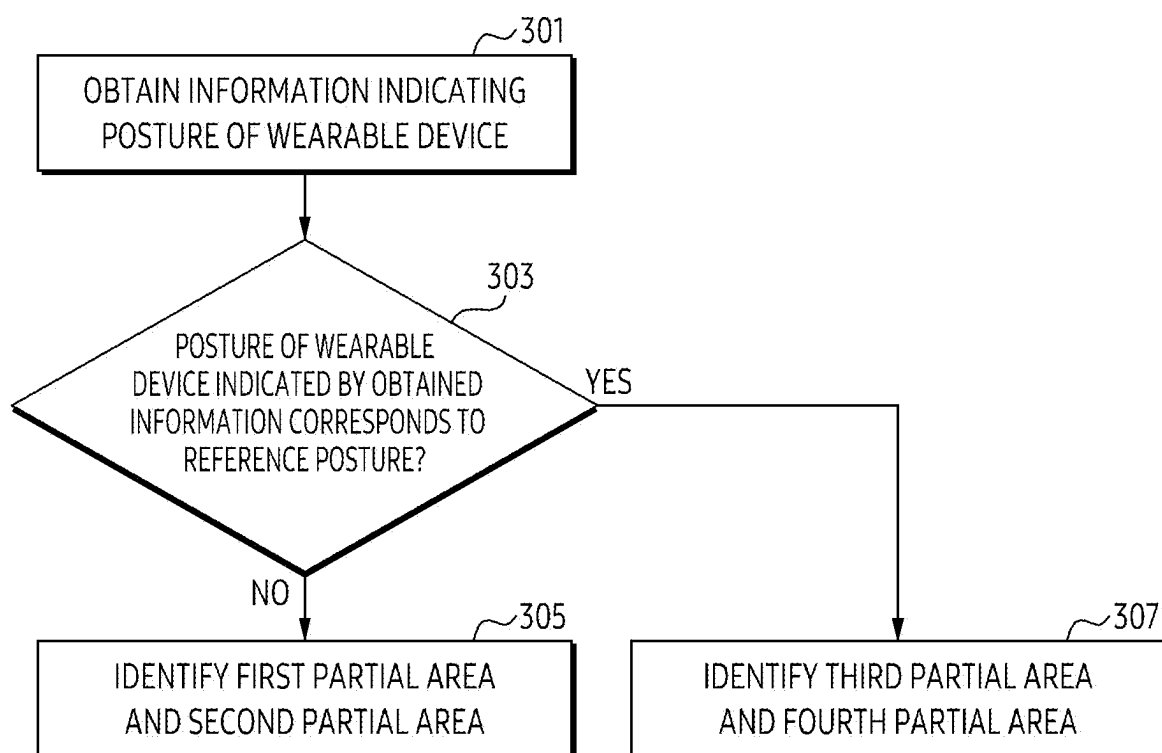 301
OBTAIN INFORMATION INDICATING
POSTURE OF WEARABLE DEVICE
303
POSTURE OF WEARABLE
DEVICE INDICATED BY OBTAINED
INFORMATION CORRESPONDS TO
REFERENCE POSTURE?
YES
NO
305
IDENTIFY FIRST PARTIAL AREA
AND SECOND PARTIAL AREA
307
IDENTIFY THIRD PARTIAL AREA
AND FOURTH PARTIAL AREA